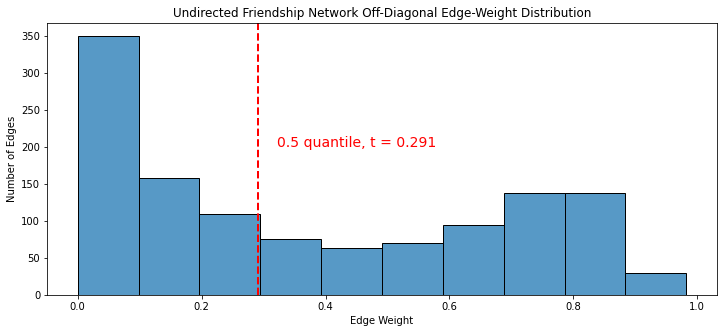 Undirected Friendship Network Off-Diagonal Edge-Weight Distribution
350
300
250
200
150
100
50
0
Number of Edges
0.5 quantile, t = 0.291
0.0 0.2 0.4 0.6 0.8 1.0
Edge Weight